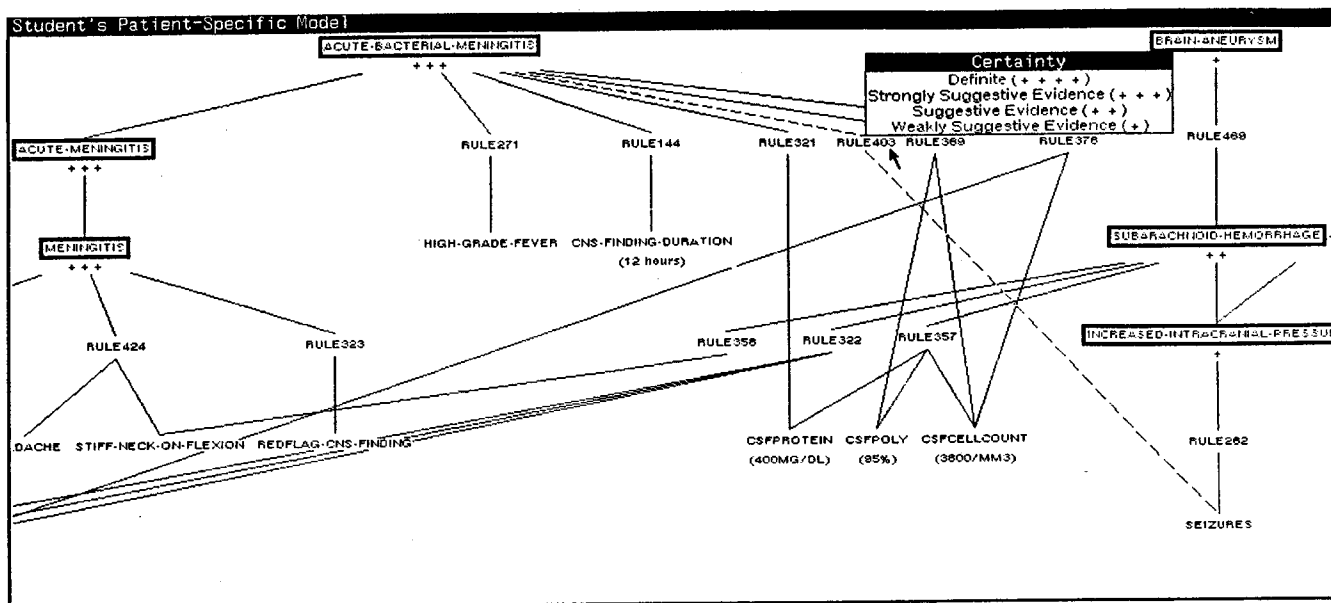 Student's Patient-Specific Model
ACUTE-BACTERIAL-MENINGITIS
+++
BRAIN-ANEURYSM
+
Certainty
Definite (++++)
Strongly Suggestive Evidence (+++)
Suggestive Evidence (++)
Weakly Suggestive Evidence (+)
ACUTE-MENINGITIS
+++
RULE271
RULE144
RULE321
RULE403
RULE369
RULE376
RULE469
MENINGITIS
+++
HIGH-GRADE-FEVER
CNS-FINDING-DURATION
(12 hours)
SUBARACHNOID-HEMORRHAGE
++
RULE424
RULE323
RULE356
RULE322
RULE357
INCREASED-INTRACRANIAL-PRESSUR
+
DACHE
STIFF-NECK-ON-FLEXION
REDFLAG-CNS-FINDING
CSFPROTEIN
(400MG/DL)
CSFPOLY
(95%)
CSFCELLCOUNT
(3600/MM3)
RULE262
SEIZURES